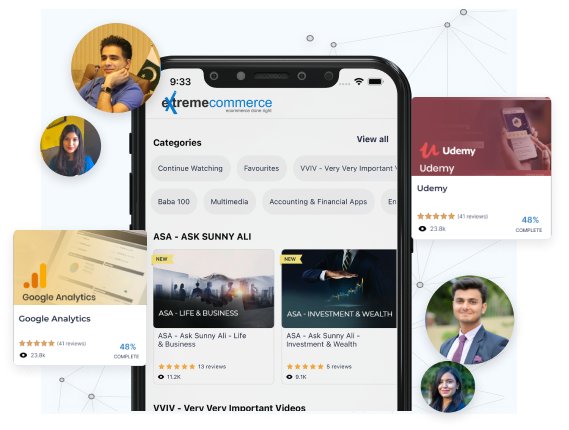 9:33
extremecommerce
ecommerce done right
Categories
View all
Continue Watching
Favourites
VVIV - Very Very Important V
Baba 100
Multimedia
Accounting & Financial Apps
En
ASA - ASK SUNNY ALI
NEW
ASA - LIFE & BUSINESS
ASA - Ask Sunny Ali - Life
& Business
13 reviews
11.2K
NEW
ASA - INVESTMENT & WEALTH
ASA - Ask Sunny Ali -
Investment & Wealth
5 reviews
9.1K
VVIV - Very Very Important Videos
Udemy
Udemy
Udemy
(41 reviews)
23.8k
48%
COMPLETE
Google Analytics
Google Analytics
(41 reviews)
23.8k
48%
COMPLETE